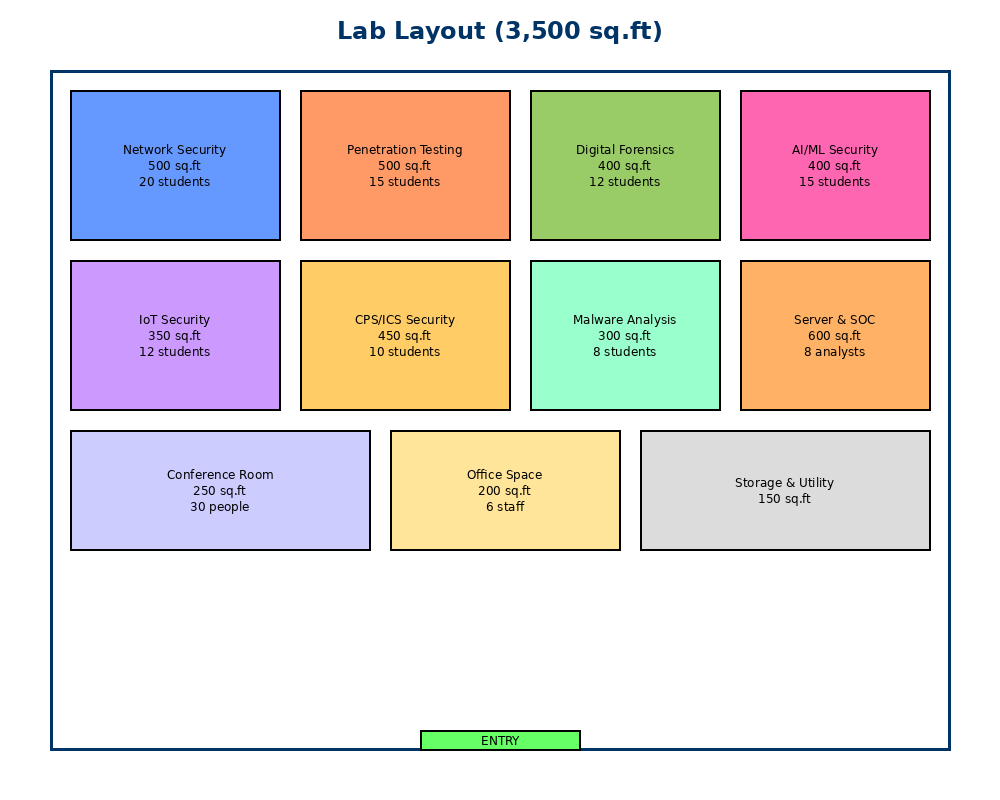 Lab Layout (3,500 sq.ft)
Network Security
500 sq.ft
20 students
Penetration Testing
500 sq.ft
15 students
Digital Forensics
400 sq.ft
12 students
AI/ML Security
400 sq.ft
15 students
IoT Security
350 sq.ft
12 students
CPS/ICS Security
450 sq.ft
10 students
Malware Analysis
300 sq.ft
8 students
Server & SOC
600 sq.ft
8 analysts
Conference Room
250 sq.ft
30 people
Office Space
200 sq.ft
6 staff
Storage & Utility
150 sq.ft
ENTRY